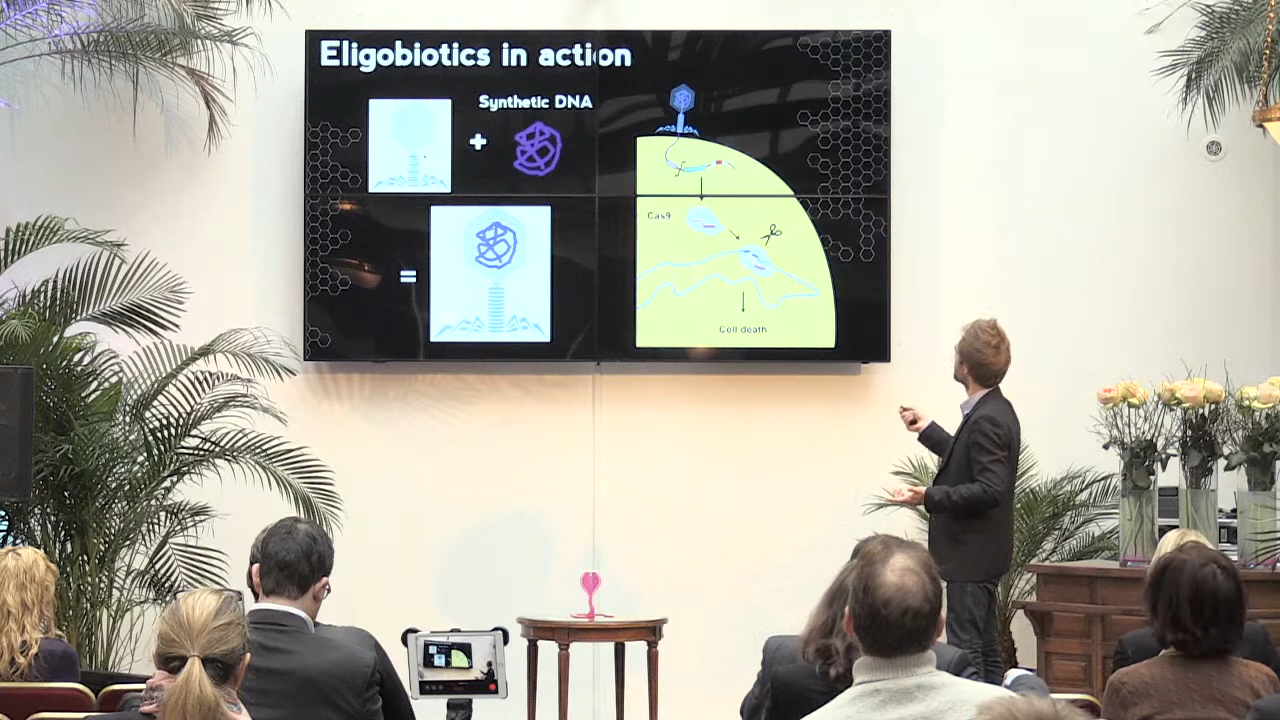 Eligobiotics in action
Synthetic DNA
+
=
Cas9
Cell death